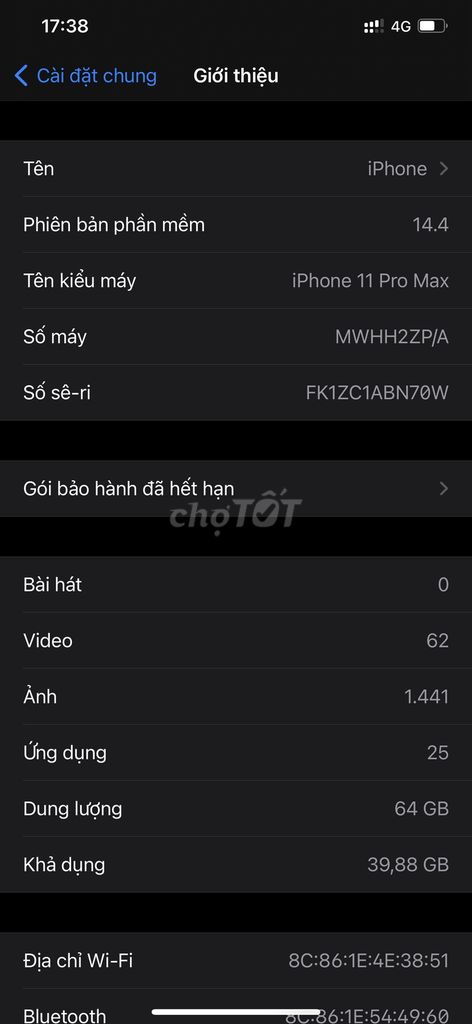 17:38
4G
Cài đặt chung
Giới thiệu
Tên
iPhone
Phiên bản phần mềm
14.4
Tên kiểu máy
iPhone 11 Pro Max
Số máy
MWHH2ZP/A
Số sê-ri
FK1ZC1ABN70W
Gói bảo hành đã hết hạn
chợTỐT
Bài hát
0
Video
62
Ảnh
1.441
Ứng dụng
25
Dung lượng
64 GB
Khả dụng
39,88 GB
Địa chỉ Wi-Fi
8C:86:1E:4E:38:51
Bluetooth
8C:86:1E:54:49:60